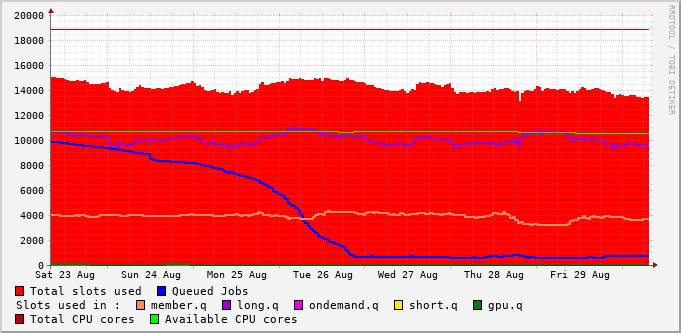 20000
18000
16000
14000
12000
10000
8000
6000
4000
2000
0
Sat 23 Aug Sun 24 Aug Mon 25 Aug Tue 26 Aug Wed 27 Aug Thu 28 Aug Fri 29 Aug
Total slots used Queued Jobs
Slots used in : member.q long.q ondemand.q short.q gpu.q
Total CPU cores Available CPU cores
RRDTOOL / TOBI OETIKER